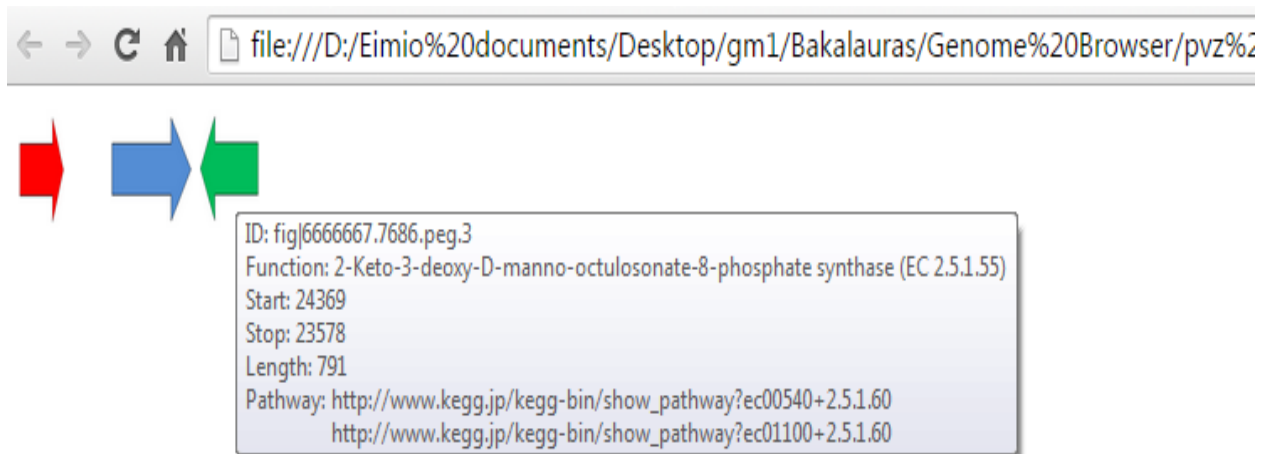 file:///D:/Eimio%20documents/Desktop/gm1/Bakalauras/Genome%20Browser/pvz%2
ID: fig|6666667.7686.peg.3
Function: 2-Keto-3-deoxy-D-manno-octulosonate-8-phosphate synthase (EC 2.5.1.55)
Start: 24369
Stop: 23578
Length: 791
Pathway: http://www.kegg.jp/kegg-bin/show_pathway?ec00540+2.5.1.60
http://www.kegg.jp/kegg-bin/show_pathway?ec01100+2.5.1.60